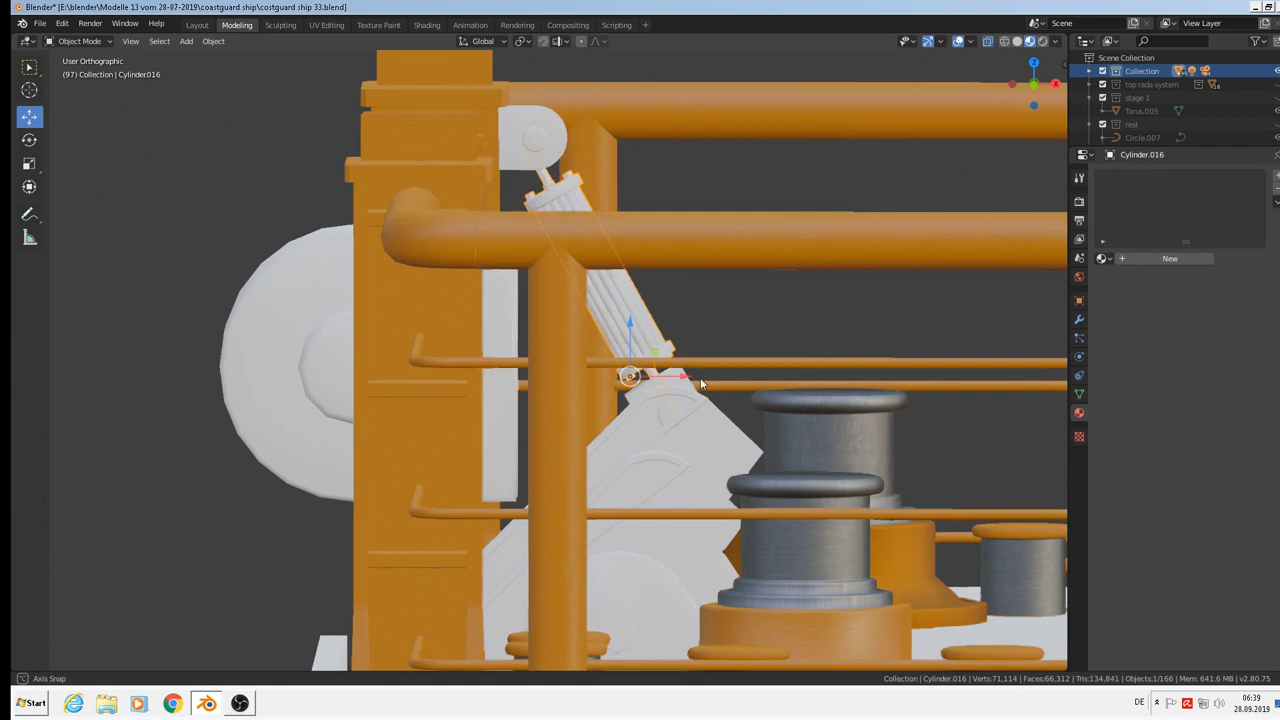 Blender* [E:\blender\Modelle 13 vom 28-07-2019\coastguard ship\costguard ship 33.blend]
File Edit Render Window Help Layout Modeling Sculpting UV Editing Texture Paint Shading Animation Rendering Compositing Scripting + Scene View Layer
Object Mode View Select Add Object Global
User Orthographic
(97) Collection | Cylinder016
Z
X
Scene Collection
Collection
top rada system
18
stage 1
Torus.005
rest
Circle.007
Cylinder.016
New
Axis Snap
Collection | Cylinder.016 | Verts:71,114 | Faces:66,312 | Tris:134,841 | Objects:1/166 | Mem: 641.6 MB | v2.80.75
Start
DE
06:39
28.09.2019